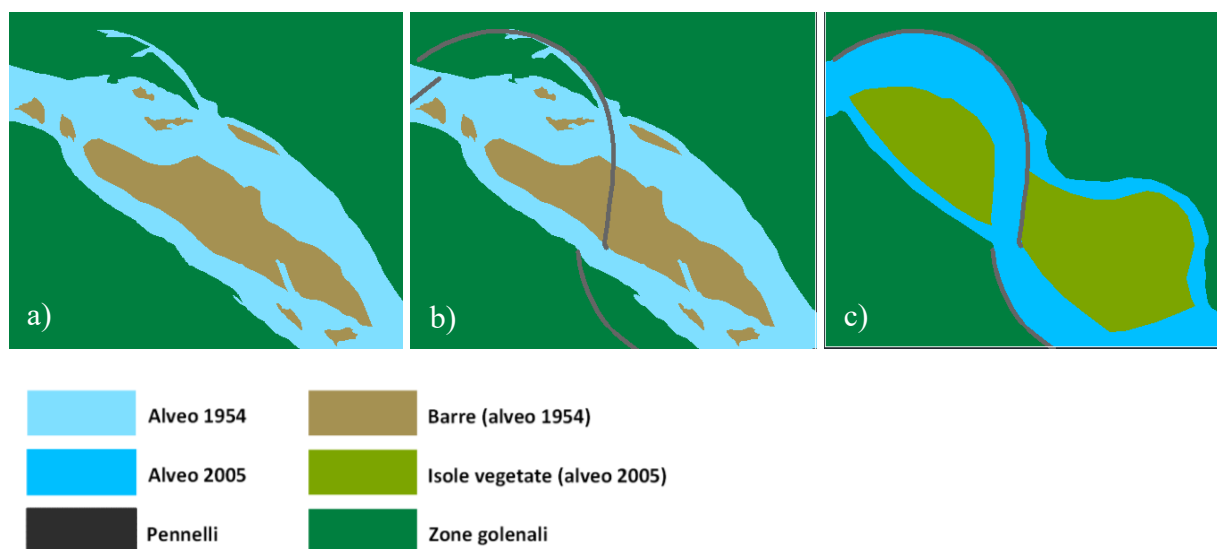 a)
b)
c)
Alveo 1954
Barre (alveo 1954)
Alveo 2005
Isole vegetate (alveo 2005)
Pennelli
Zone golenali